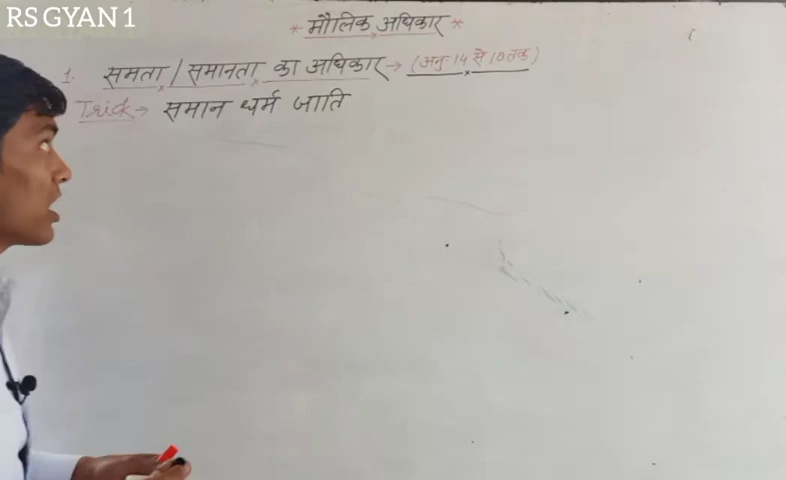 RS GYAN 1
* मौलिक अधिकार *
1. समता / समानता का अधिकार → (अनु 14 से 18 तक)
Trick → समान धर्म जाति